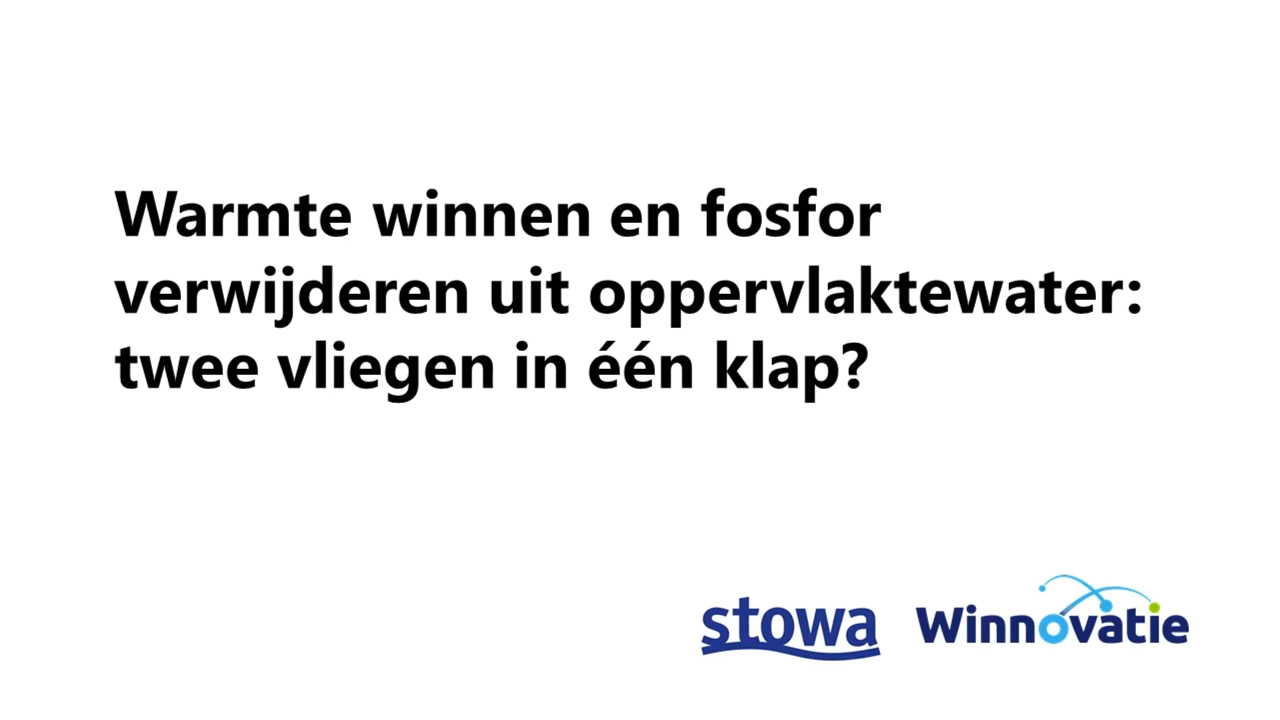 Warmte winnen en fosfor
verwijderen uit oppervlaktewater:
twee vliegen in één klap?
stowa Winnovatie